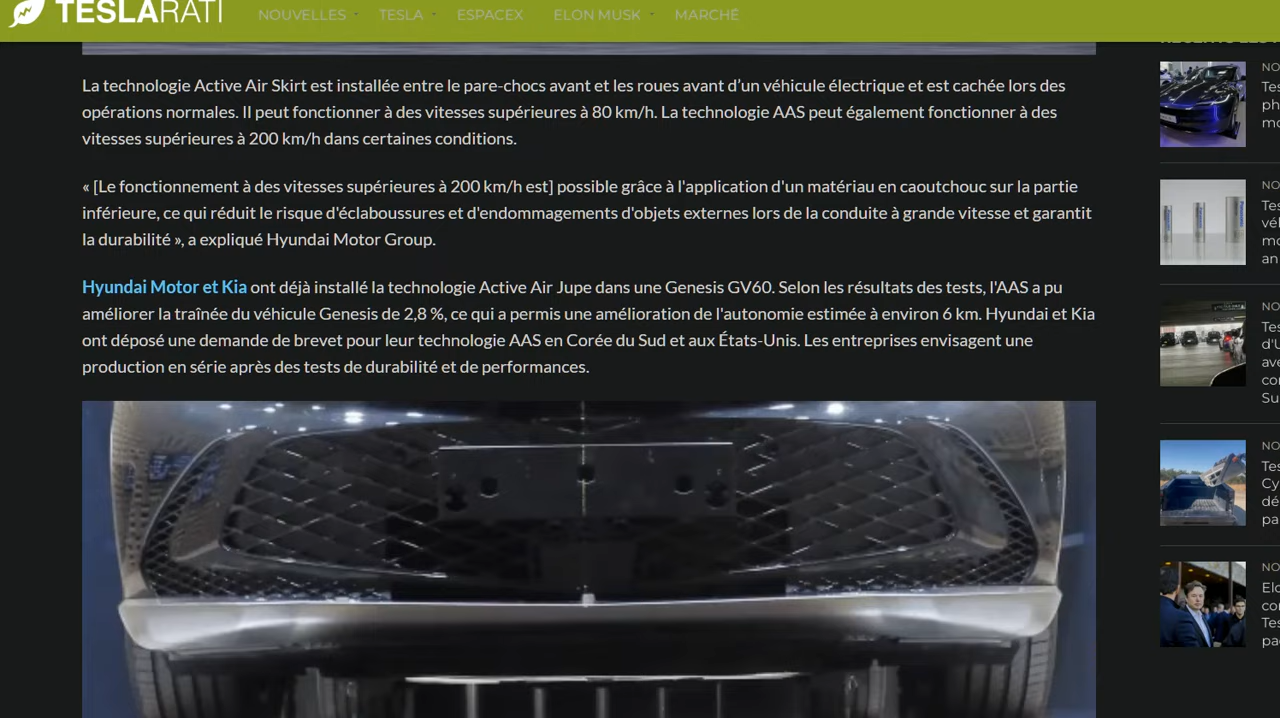 TESLARATI
NOUVELLES
TESLA
ESPACEX
ELON MUSK
MARCHÉ
La technologie Active Air Skirt est installée entre le pare-chocs avant et les roues avant d’un véhicule électrique et est cachée lors des
opérations normales. Il peut fonctionner à des vitesses supérieures à 80 km/h. La technologie AAS peut également fonctionner à des
vitesses supérieures à 200 km/h dans certaines conditions.
« [Le fonctionnement à des vitesses supérieures à 200 km/h est] possible grâce à l'application d'un matériau en caoutchouc sur la partie
inférieure, ce qui réduit le risque d'éclaboussures et d'endommagements d'objets externes lors de la conduite à grande vitesse et garantit
la durabilité », a expliqué Hyundai Motor Group.
Hyundai Motor et Kia ont déjà installé la technologie Active Air Jupe dans une Genesis GV60. Selon les résultats des tests, l'AAS a pu
améliorer la traînée du véhicule Genesis de 2,8 %, ce qui a permis une amélioration de l'autonomie estimée à environ 6 km. Hyundai et Kia
ont déposé une demande de brevet pour leur technologie AAS en Corée du Sud et aux États-Unis. Les entreprises envisagent une
production en série après des tests de durabilité et de performances.